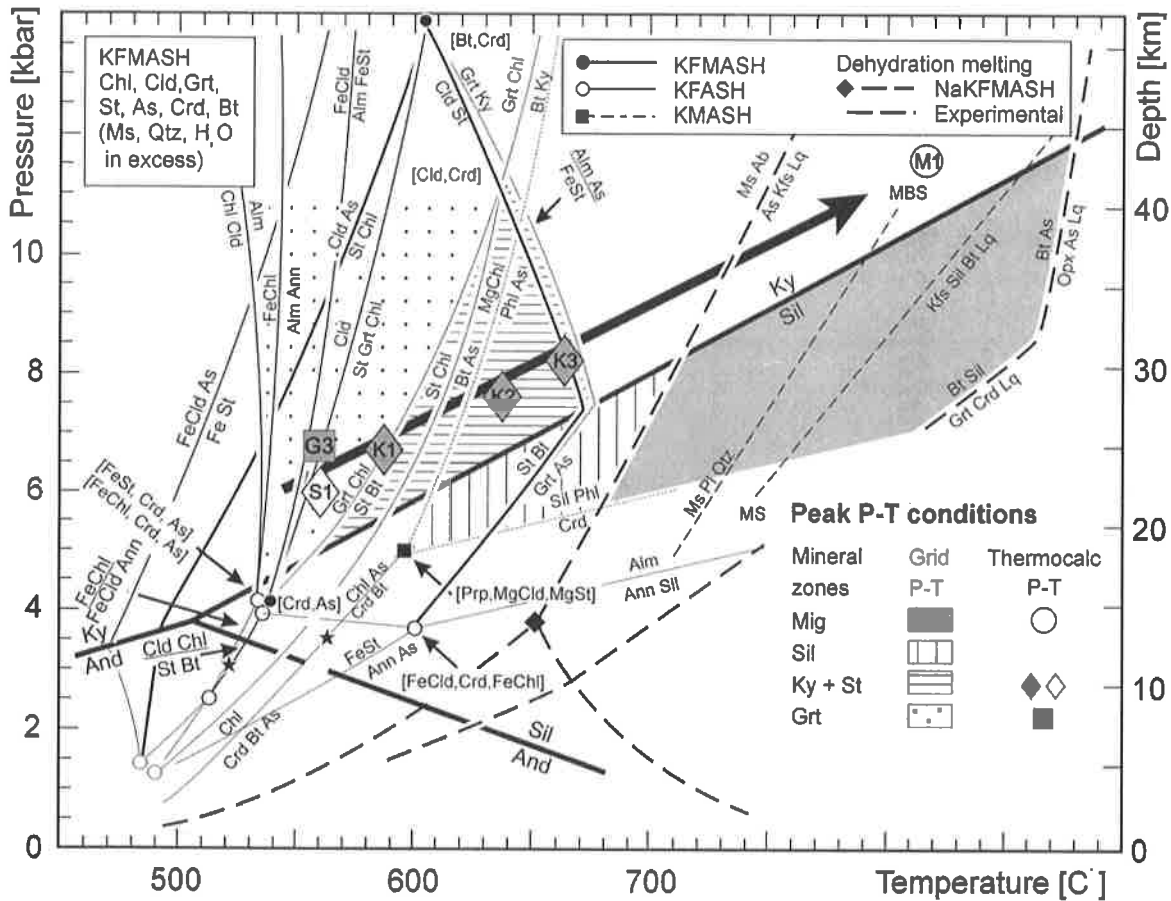 Pressure [kbar]
10
8
6
4
2
0
500
600
700
Temperature [C˙]
Depth [km]
40
30
20
10
0
KFMASH
Chl, Cld,Grt,
St, As, Crd, Bt
(Ms, Qtz, H₂O
in excess)
KFMASH
KFASH
KMASH
Dehydration melting
NaKFMASH
Experimental
[Bt,Crd]
Grt Ky
Cld St
Grt Chl
Bt Ky
FeCld
Alm FeSt
Alm
Chl Cld
[Cld,Crd]
Alm As
FeSt
Cld As
St Chl
Ms Ab
As Kfs Lq
M1
MBS
FeChl
Alm Ann
Cld
St Grt Chl
MgChl
Phl As
Ky
Sil
Kfs Sil Bt Lq
Bt As
Opx As Lq
FeCld As
Fe St
St Chl
Bt As
G3
K1
K2
K3
S1
Bt Sil
Grt Crd Lq
[FeSt, Crd, As]
[FeChl, Crd, As]
Grt Chl
St Bt
St Bt
Grt As
Sil Phl
Crd
Ms Pl Qtz
MS
Peak P-T conditions
Mineral
zones
Grid
P-T
Thermocalc
P-T
Mig
Sil
Ky + St
Grt
FeChl
FeCld Ann
[Crd,As]
Chl As
Crd Bt
[Prp,MgCld,MgSt]
Alm
Ann Sil
Ky
And
Cld Chl
St Bt
FeSt
Ann As
[FeCld,Crd,FeChl]
Chl
Crd Bt As
Sil
And